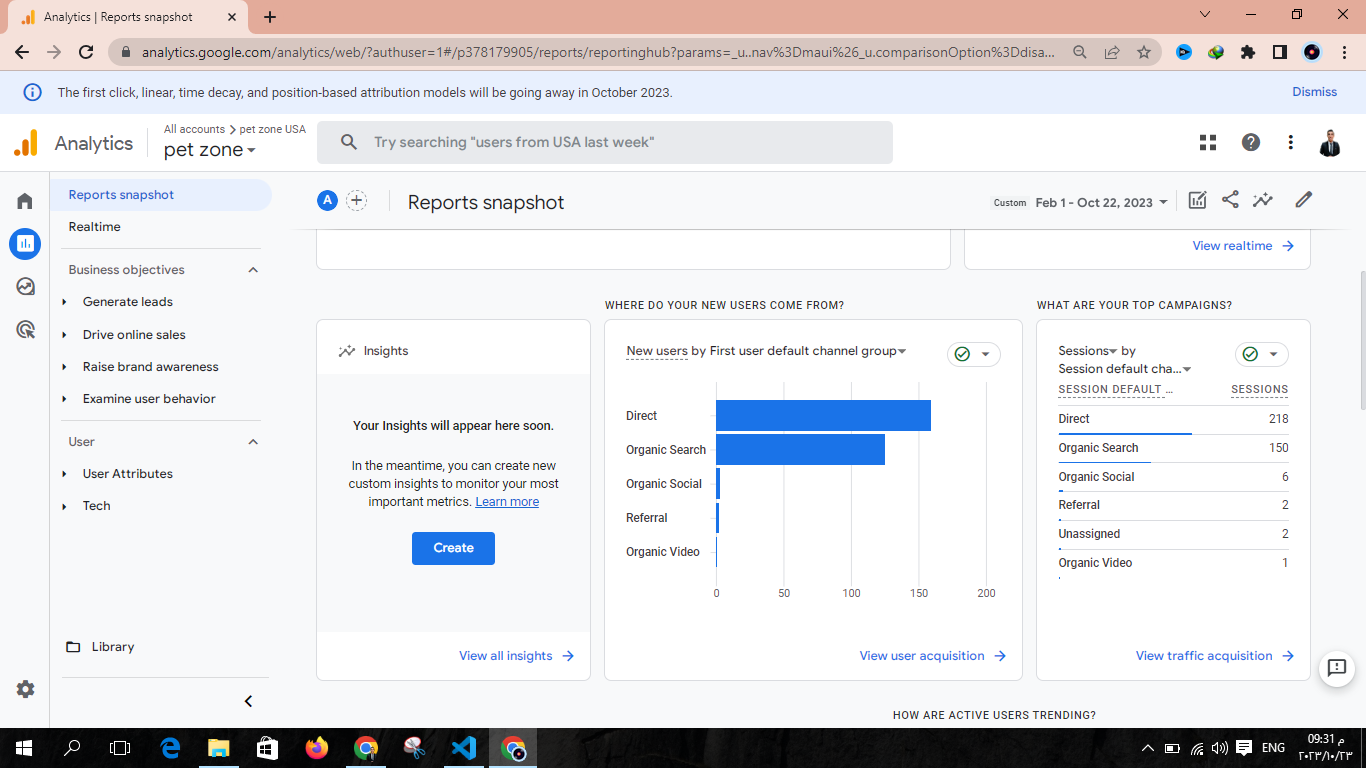 Analytics | Reports snapshot
analytics.google.com/analytics/web/?authuser=1#/p378179905/reports/reportinghub?params=_u..nav%3Dmaui%26_u.comparisonOption%3Ddisa...
The first click, linear, time decay, and position-based attribution models will be going away in October 2023.
Dismiss
Analytics
All accounts > pet zone USA
pet zone
Try searching "users from USA last week"
Reports snapshot
Realtime
Business objectives
Generate leads
Drive online sales
Raise brand awareness
Examine user behavior
User
User Attributes
Tech
Library
A
Reports snapshot
Custom Feb 1 - Oct 22, 2023
View realtime
Insights
Your Insights will appear here soon.
In the meantime, you can create new
custom insights to monitor your most
important metrics. Learn more
Create
View all insights
WHERE DO YOUR NEW USERS COME FROM?
New users by First user default channel group
Direct
Organic Search
Organic Social
Referral
Organic Video
0 50 100 150 200
View user acquisition
WHAT ARE YOUR TOP CAMPAIGNS?
Sessions by
Session default cha...
SESSION DEFAULT ... SESSIONS
Direct 218
Organic Search 150
Organic Social 6
Referral 2
Unassigned 2
Organic Video 1
View traffic acquisition
HOW ARE ACTIVE USERS TRENDING?
ENG
09:31 م
٢٠٢٣/١٠/٢٣